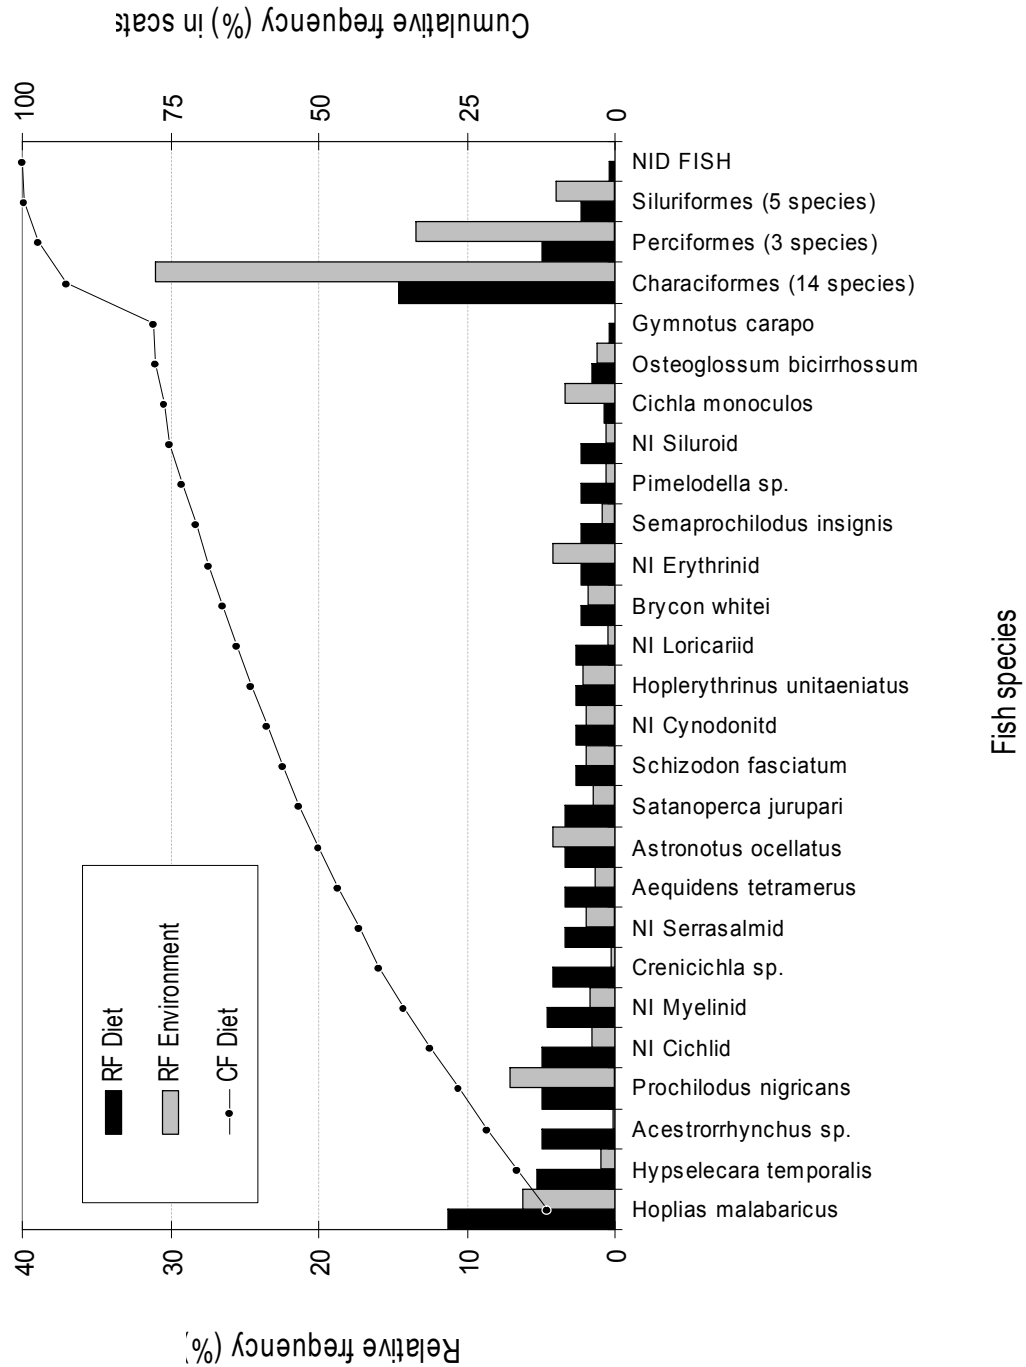 Cumulative frequency (%) in scats
100
75
50
25
0
NID FISH
Siluriformes (5 species)
Perciformes (3 species)
Characiformes (14 species)
Gymnotus carapo
Osteoglossum bicirrhossum
Cichla monoculos
NI Siluroid
Pimelodella sp.
Semaprochilodus insignis
NI Erythrinid
Brycon whitei
NI Loricariid
Hoplerythrinus unitaeniatus
NI Cynodonitd
Schizodon fasciatum
Satanoperca jurupari
Astronotus ocellatus
Aequidens tetramerus
NI Serrasalmid
Crenicichla sp.
NI Myelinid
NI Cichlid
Prochilodus nigricans
Acestrorrhynchus sp.
Hypselecara temporalis
Hoplias malabaricus
Fish species
RF Diet
RF Environment
CF Diet
40
30
20
10
0
Relative frequency (%)